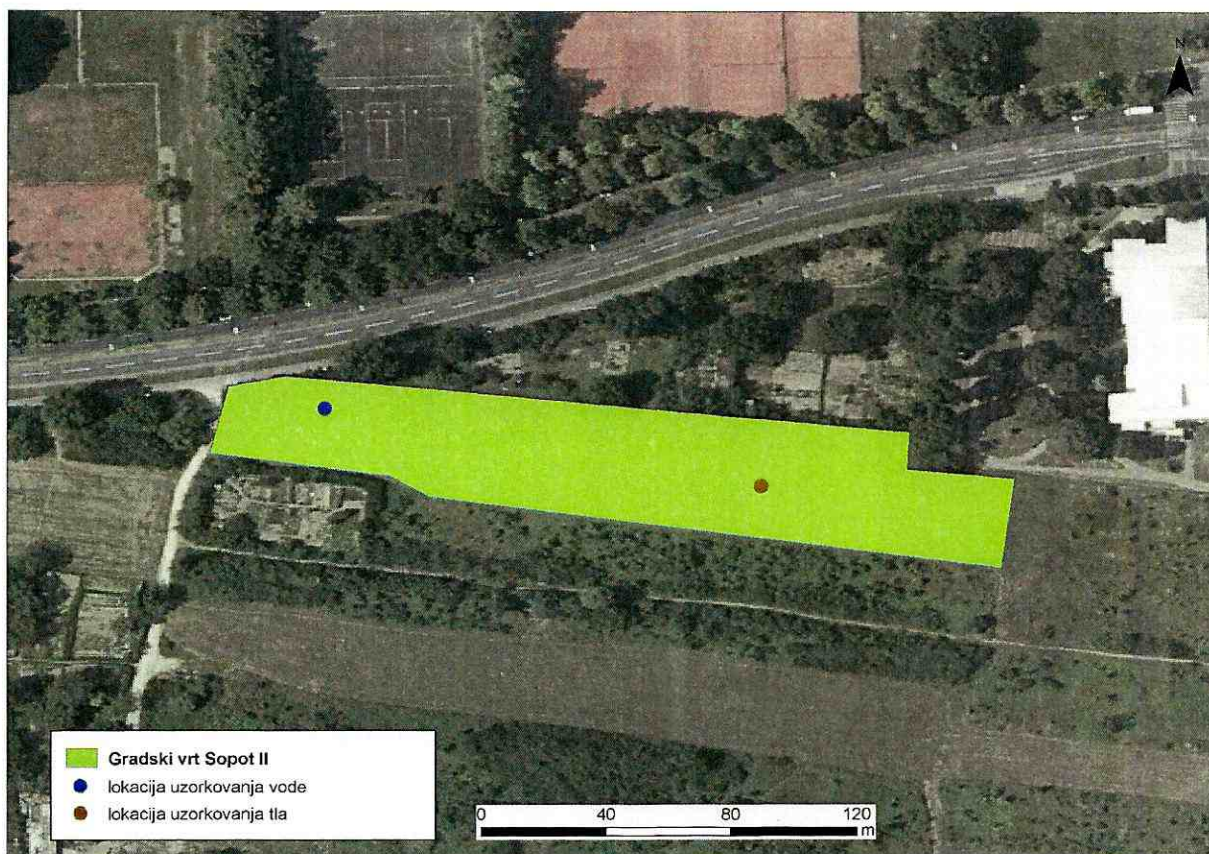 N
Gradski vrt Sopot II
lokacija uzorkovanja vode
lokacija uzorkovanja tla
0 40 80 120
m